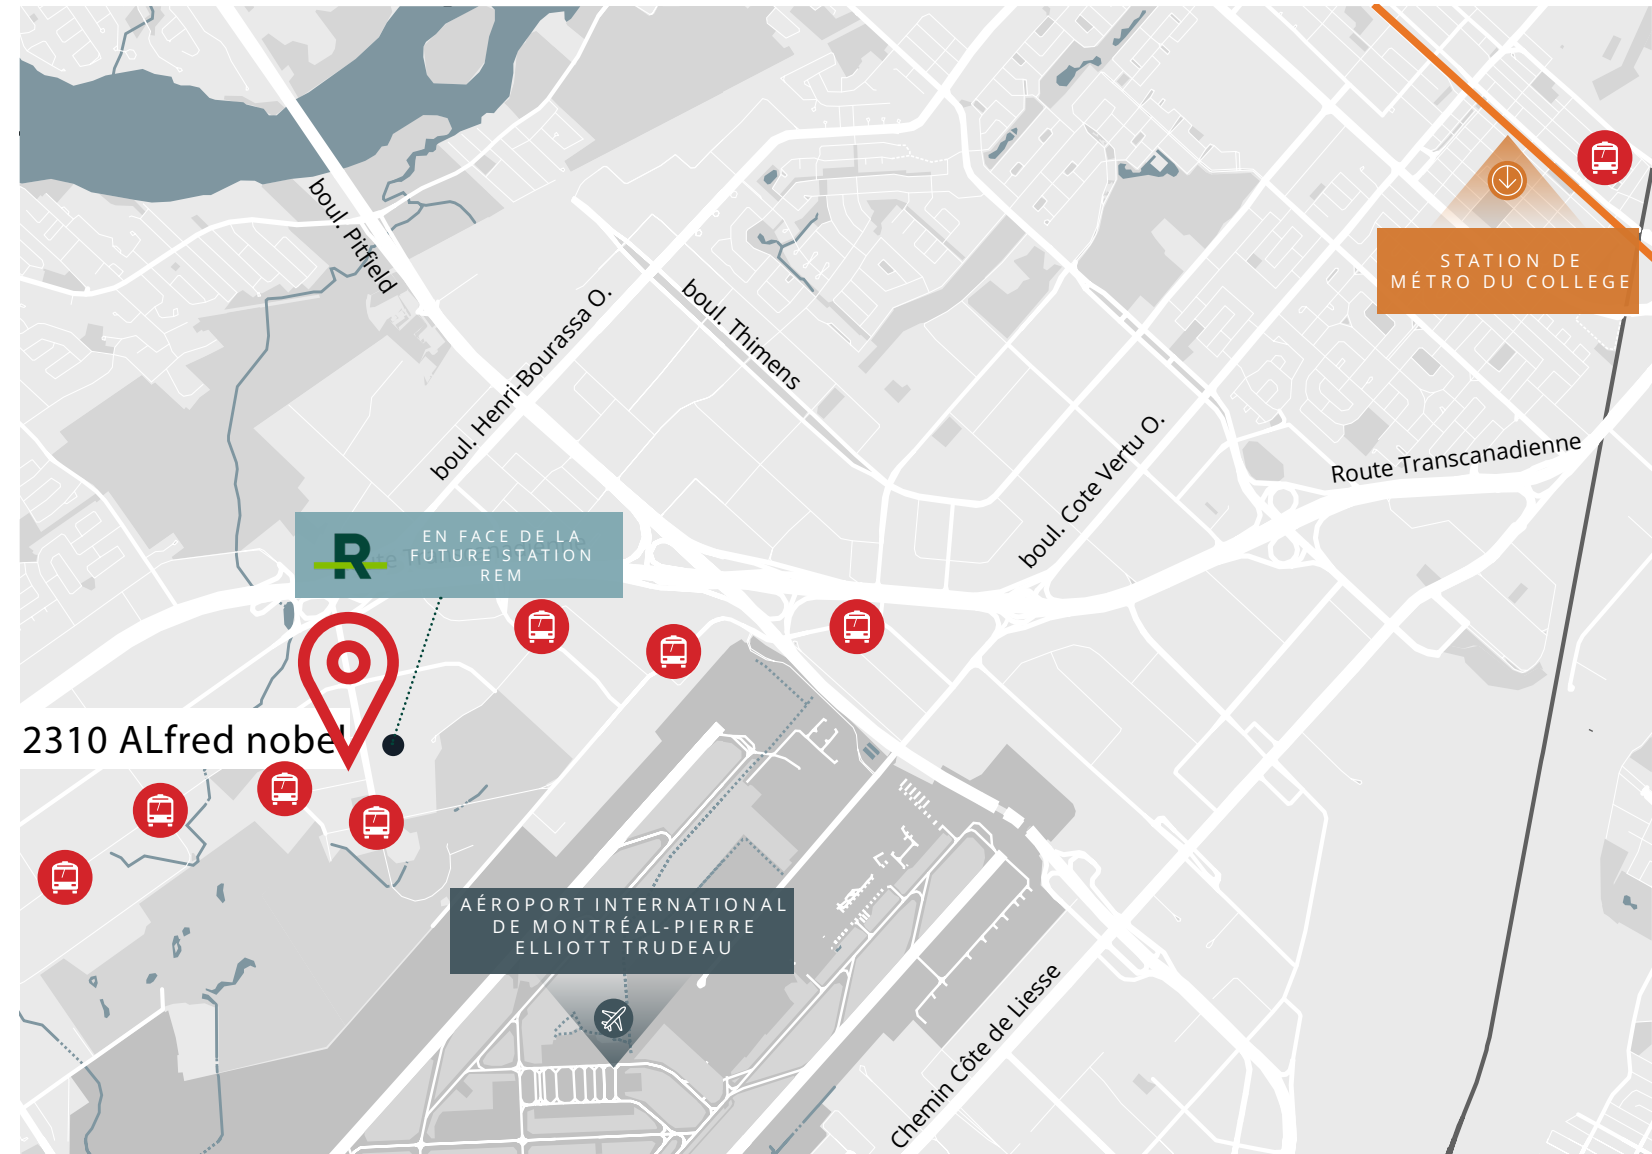 boul. Pitfield
boul. Henri-Bourassa O.
boul. Thimens
STATION DE
MÉTRO DU COLLEGE
boul. Cote Vertu O.
Route Transcanadienne
R
EN FACE DE LA
FUTURE STATION
REM
2310 ALfred nobel
AÉROPORT INTERNATIONAL
DE MONTRÉAL-PIERRE
ELLIOTT TRUDEAU
Chemin Côte de Liesse